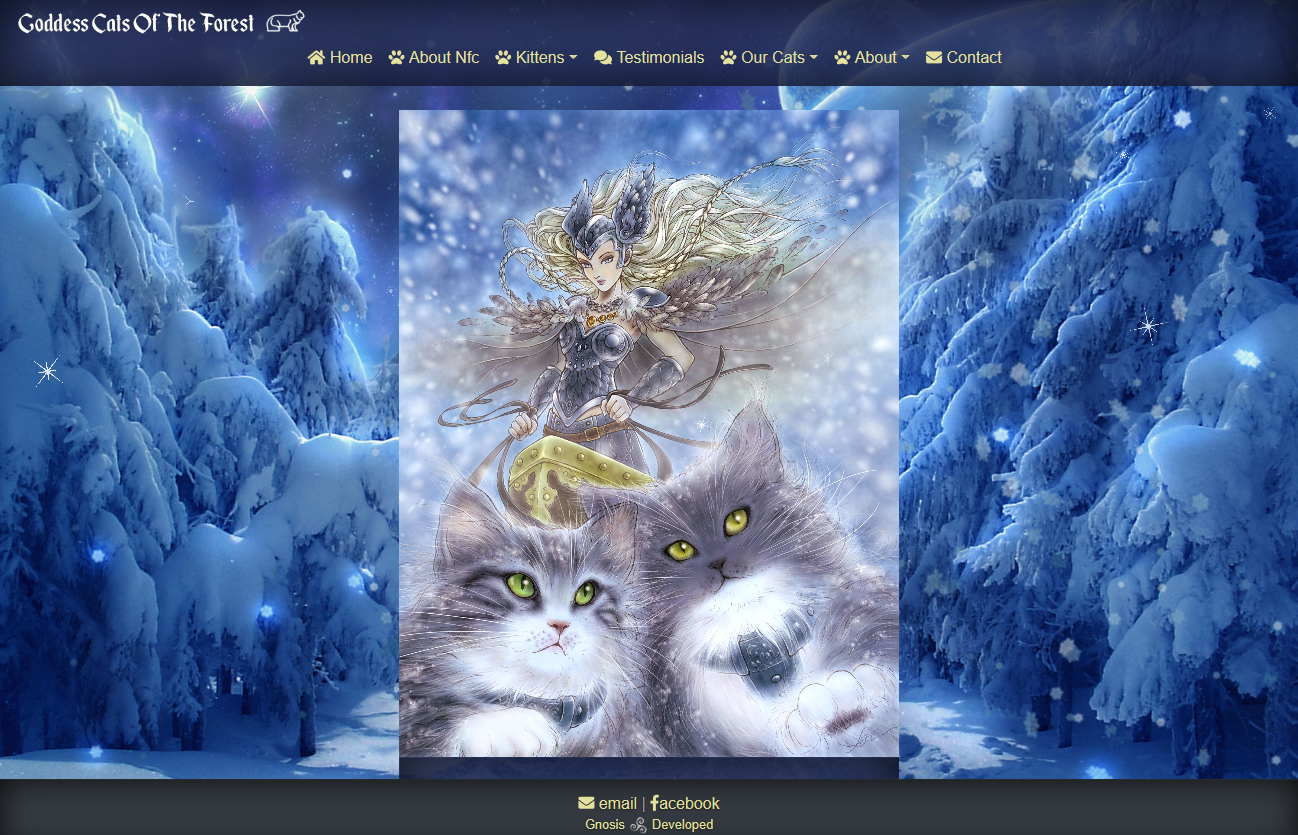 Goddess Cats Of The Forest
Home About Nfc Kittens Testimonials Our Cats About Contact
email | facebook
Gnosis Developed